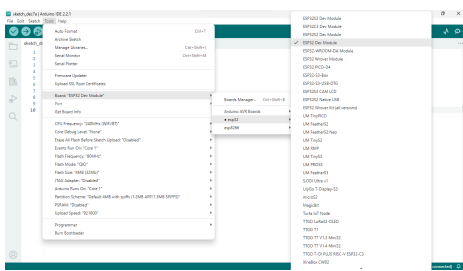 sketch_dec7a | Arduino IDE 2.2.1
File Edit Sketch Tools Help
Auto Format Ctrl+T
Archive Sketch
Manage Libraries... Ctrl+Shift+I
Serial Monitor Ctrl+Shift+M
Serial Plotter
Firmware Updater
Upload SSL Root Certificates
Board: "ESP32 Dev Module"
Port
Get Board Info
CPU Frequency: "240MHz (WiFi/BT)"
Core Debug Level: "None"
Erase All Flash Before Sketch Upload: "Disabled"
Events Run On: "Core 1"
Flash Frequency: "80MHz"
Flash Mode: "QIO"
Flash Size: "4MB (32Mb)"
JTAG Adapter: "Disabled"
Arduino Runs On: "Core 1"
Partition Scheme: "Default 4MB with spiffs (1.2MB APP/1.5MB SPIFFS)"
PSRAM: "Disabled"
Upload Speed: "921600"
Programmer
Burn Bootloader
Boards Manager... Ctrl+Shift+B
Arduino AVR Boards
esp32
esp8266
ESP32S3 Dev Module
ESP32C3 Dev Module
ESP32S2 Dev Module
ESP32 Dev Module
ESP32-WROOM-DA Module
ESP32 Wrover Module
ESP32 PICO-D4
ESP32-S3-Box
ESP32-S3-USB-OTG
ESP32S3 CAM LCD
ESP32S2 Native USB
ESP32 Wrover Kit (all versions)
UM TinyPICO
UM FeatherS2
UM FeatherS2 Neo
UM TinyS2
UM RMP
UM TinyS3
UM PROS3
UM FeatherS3
S.ODI Ultra v1
LilyGo T-Display-S3
microS2
MagicBit
Turta IoT Node
TTGO LoRa32-OLED
TTGO T1
TTGO T7 V1.3 Mini32
TTGO T7 V1.4 Mini32
TTGO T-OI PLUS RISC-V ESP32-C3
XinaBox CW02